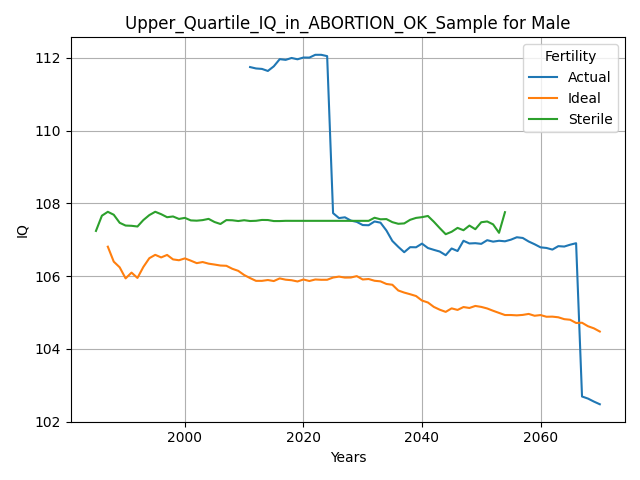 Upper_Quartile_IQ_in_ABORTION_OK_Sample for Male
Fertility
Actual
Ideal
Sterile
IQ
112
110
108
106
104
102
2000
2020
2040
2060
Years